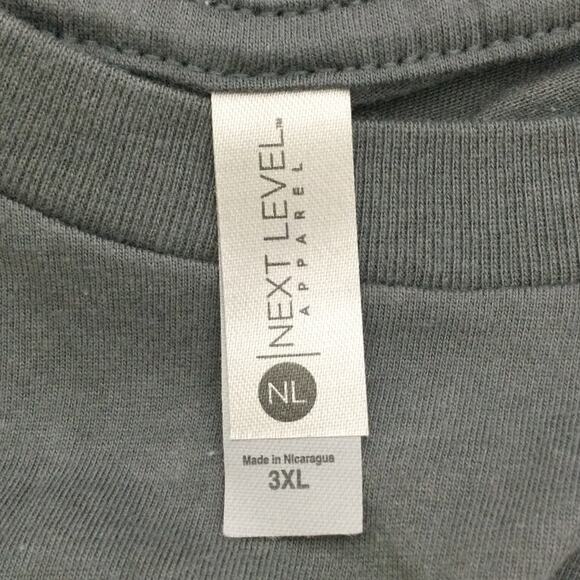 NEXT LEVEL™
APPAREL
NL
Made in Nicaragua
3XL